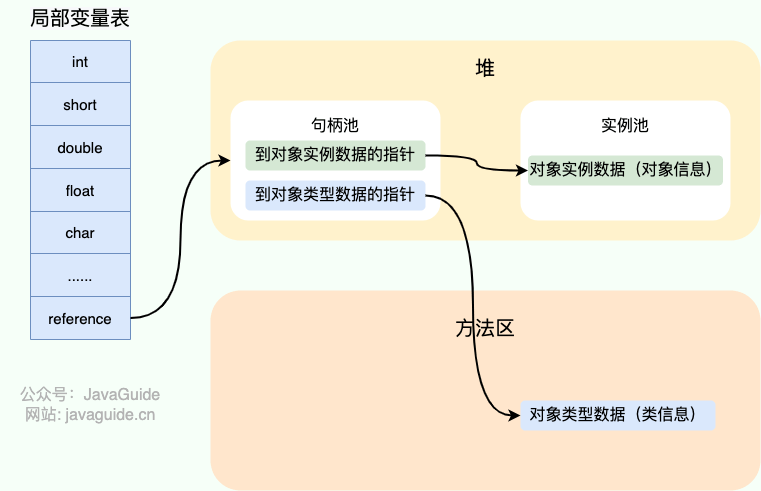 局部变量表
int
short
double
float
char
......
reference
公众号：JavaGuide
网站: javaguide.cn
堆
句柄池
到对象实例数据的指针
到对象类型数据的指针
实例池
对象实例数据（对象信息）
方法区
对象类型数据（类信息）